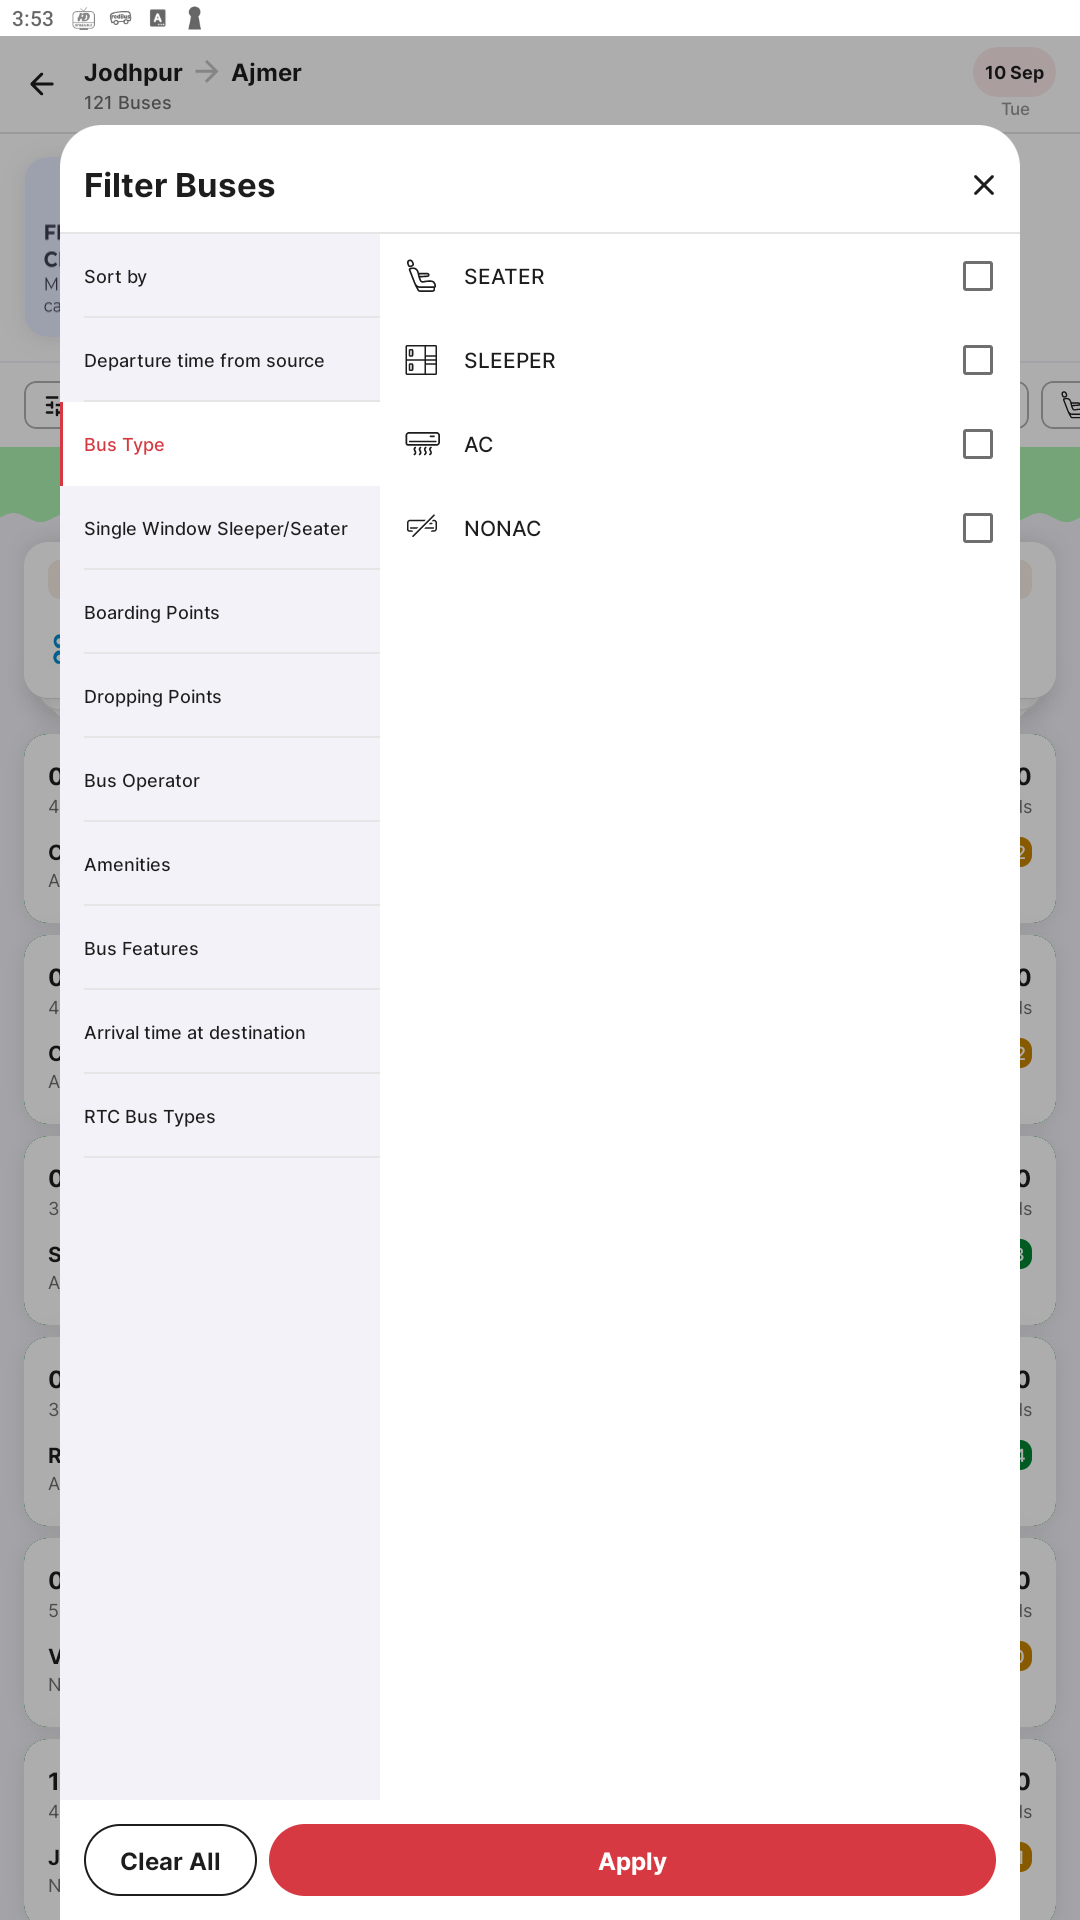 3:53
Jodhpur → Ajmer
10 Sep
121 Buses
Tue
Filter Buses
Sort by
SEATER
Departure time from source
SLEEPER
Bus Type
AC
Single Window Sleeper/Seater
NONAC
Boarding Points
Dropping Points
Bus Operator
Amenities
Bus Features
Arrival time at destination
RTC Bus Types
Clear All
Apply